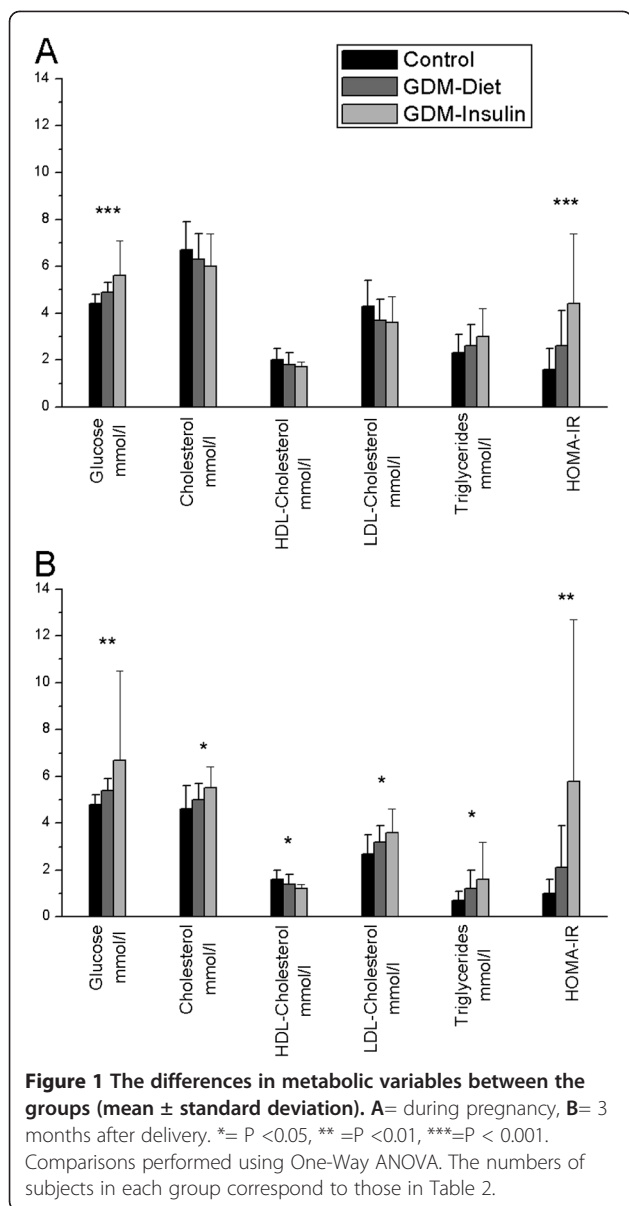 A
Control
GDM-Diet
GDM-Insulin
14
12
10
8
6
4
2
0
***
***
Glucose
mmol/l
Cholesterol
mmol/l
HDL-Cholesterol
mmol/l
LDL-Cholesterol
mmol/l
Triglycerides
mmol/l
HOMA-IR
B
14
12
10
8
6
4
2
0
**
*
*
*
*
**
Glucose
mmol/l
Cholesterol
mmol/l
HDL-Cholesterol
mmol/l
LDL-Cholesterol
mmol/l
Triglycerides
mmol/l
HOMA-IR
Figure 1 The differences in metabolic variables between the
groups (mean ± standard deviation). A= during pregnancy, B= 3
months after delivery. *= P <0.05, ** =P <0.01, ***=P < 0.001.
Comparisons performed using One-Way ANOVA. The numbers of
subjects in each group correspond to those in Table 2.